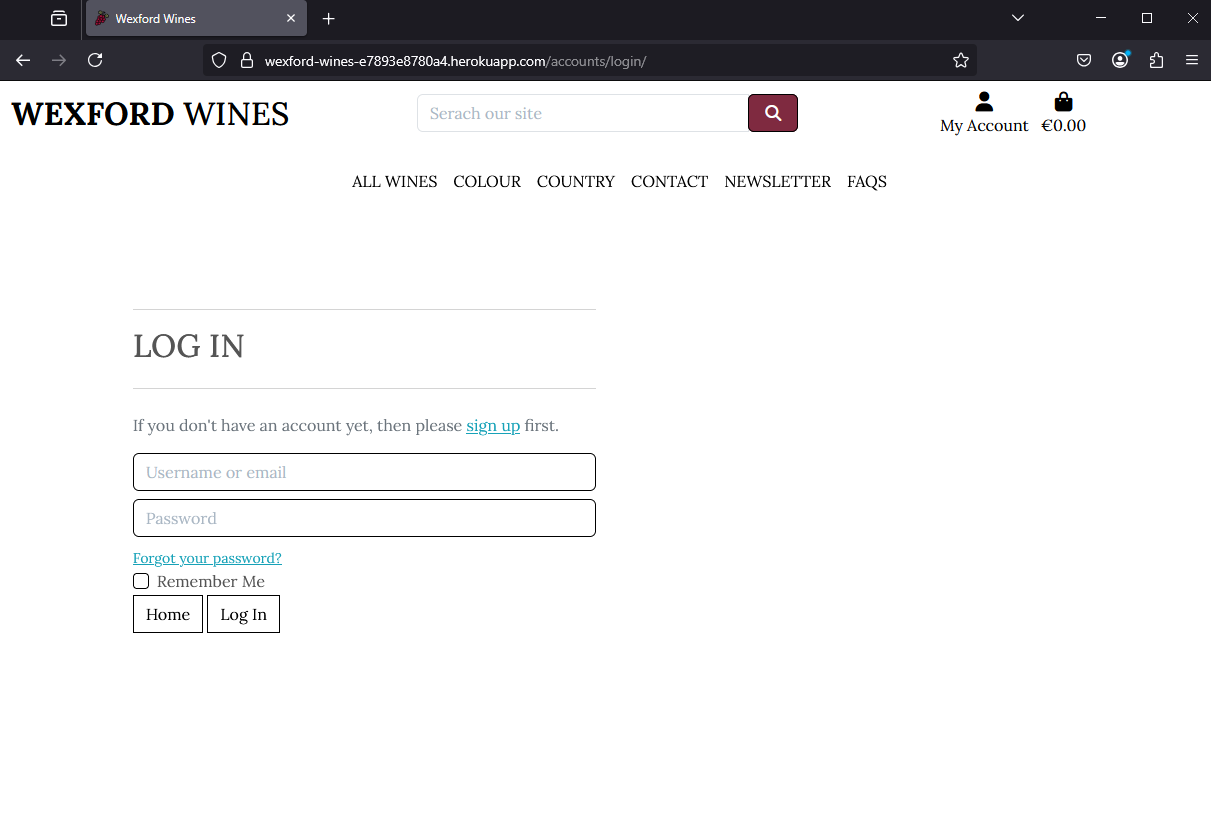 Wexford Wines
wexford-wines-e7893e8780a4.herokuapp.com/accounts/login/
WEXFORD WINES
Serach our site
My Account €0.00
ALL WINES COLOUR COUNTRY CONTACT NEWSLETTER FAQS
LOG IN
If you don't have an account yet, then please sign up first.
Username or email
Password
Forgot your password?
Remember Me
Home Log In